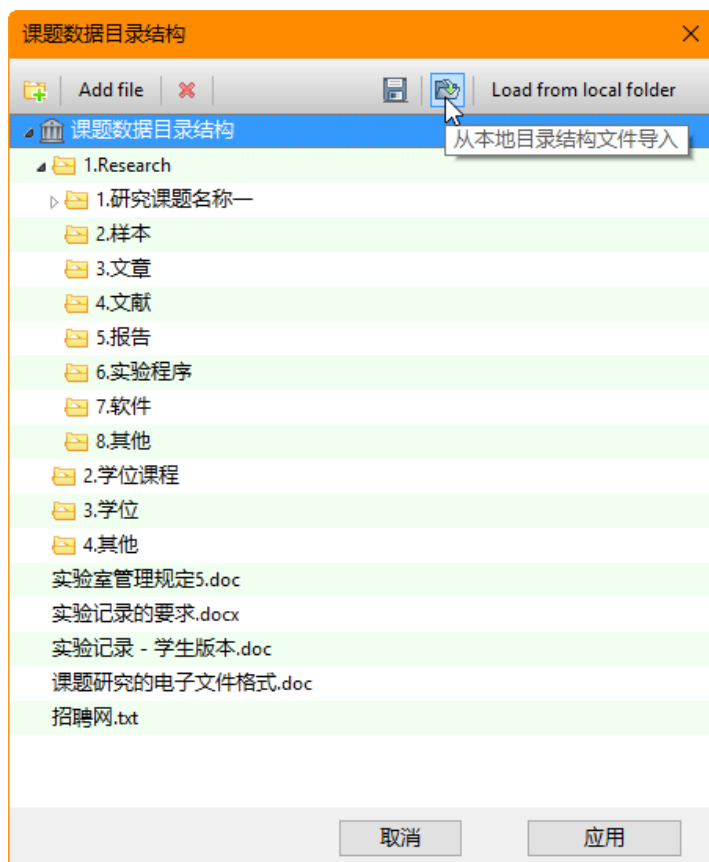 课题数据目录结构
Add file
Load from local folder
课题数据目录结构
从本地目录结构文件导入
1.Research
1.研究课题名称一
2.样本
3.文章
4.文献
5.报告
6.实验程序
7.软件
8.其他
2.学位课程
3.学位
4.其他
实验室管理规定5.doc
实验记录的要求.docx
实验记录 - 学生版本.doc
课题研究的电子文件格式.doc
招聘网.txt
取消
应用